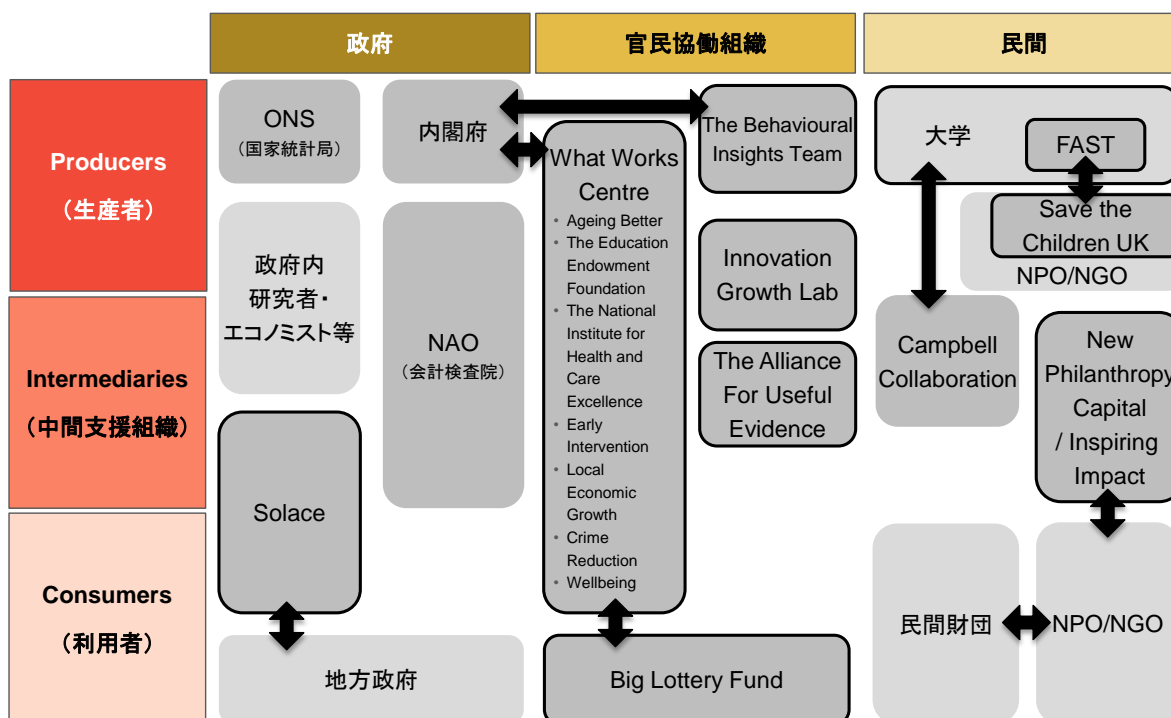 政府
官民協働組織
民間
Producers
（生産者）
Intermediaries
（中間支援組織）
Consumers
（利用者）
ONS
（国家統計局）
内閣府
政府内
研究者・
エコノミスト等
NAO
（会計検査院）
Solace
地方政府
What Works
Centre
• Ageing Better
• The Education
Endowment
Foundation
• The National
Institute for
Health and
Care
Excellence
• Early
Intervention
• Local
Economic
Growth
• Crime
Reduction
• Wellbeing
The Behavioural
Insights Team
Innovation
Growth Lab
The Alliance
For Useful
Evidence
Big Lottery Fund
大学
FAST
Save the
Children UK
NPO/NGO
Campbell
Collaboration
New
Philanthropy
Capital
/ Inspiring
Impact
民間財団
NPO/NGO